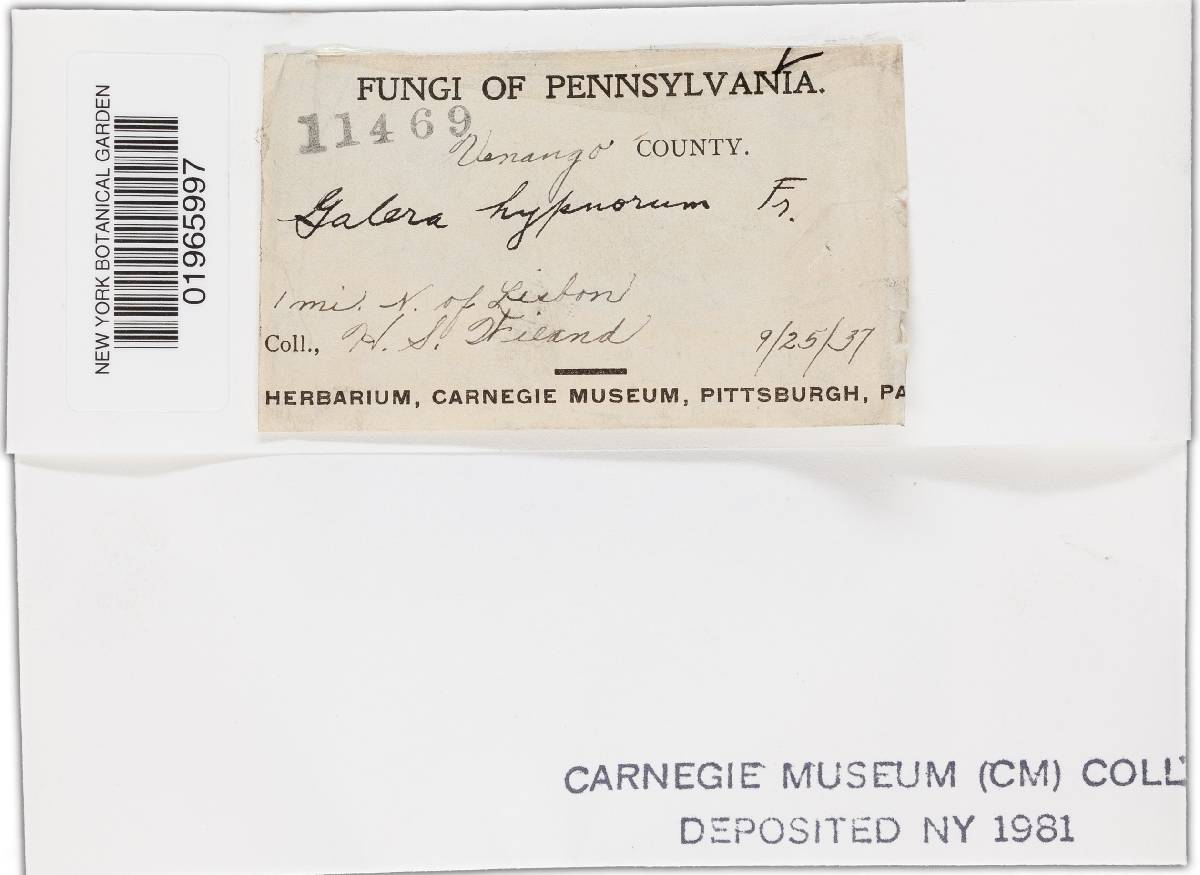 NEW YORK BOTANICAL GARDEN
01965997
FUNGI OF PENNSYLVANIA.
11469
Venango COUNTY.
Galera hypnorum Fr.
1 mi. N. of Lisbon
Coll., H. S. Wieand 9/25/37
HERBARIUM, CARNEGIE MUSEUM, PITTSBURGH, PA
CARNEGIE MUSEUM (CM) COLL
DEPOSITED NY 1981